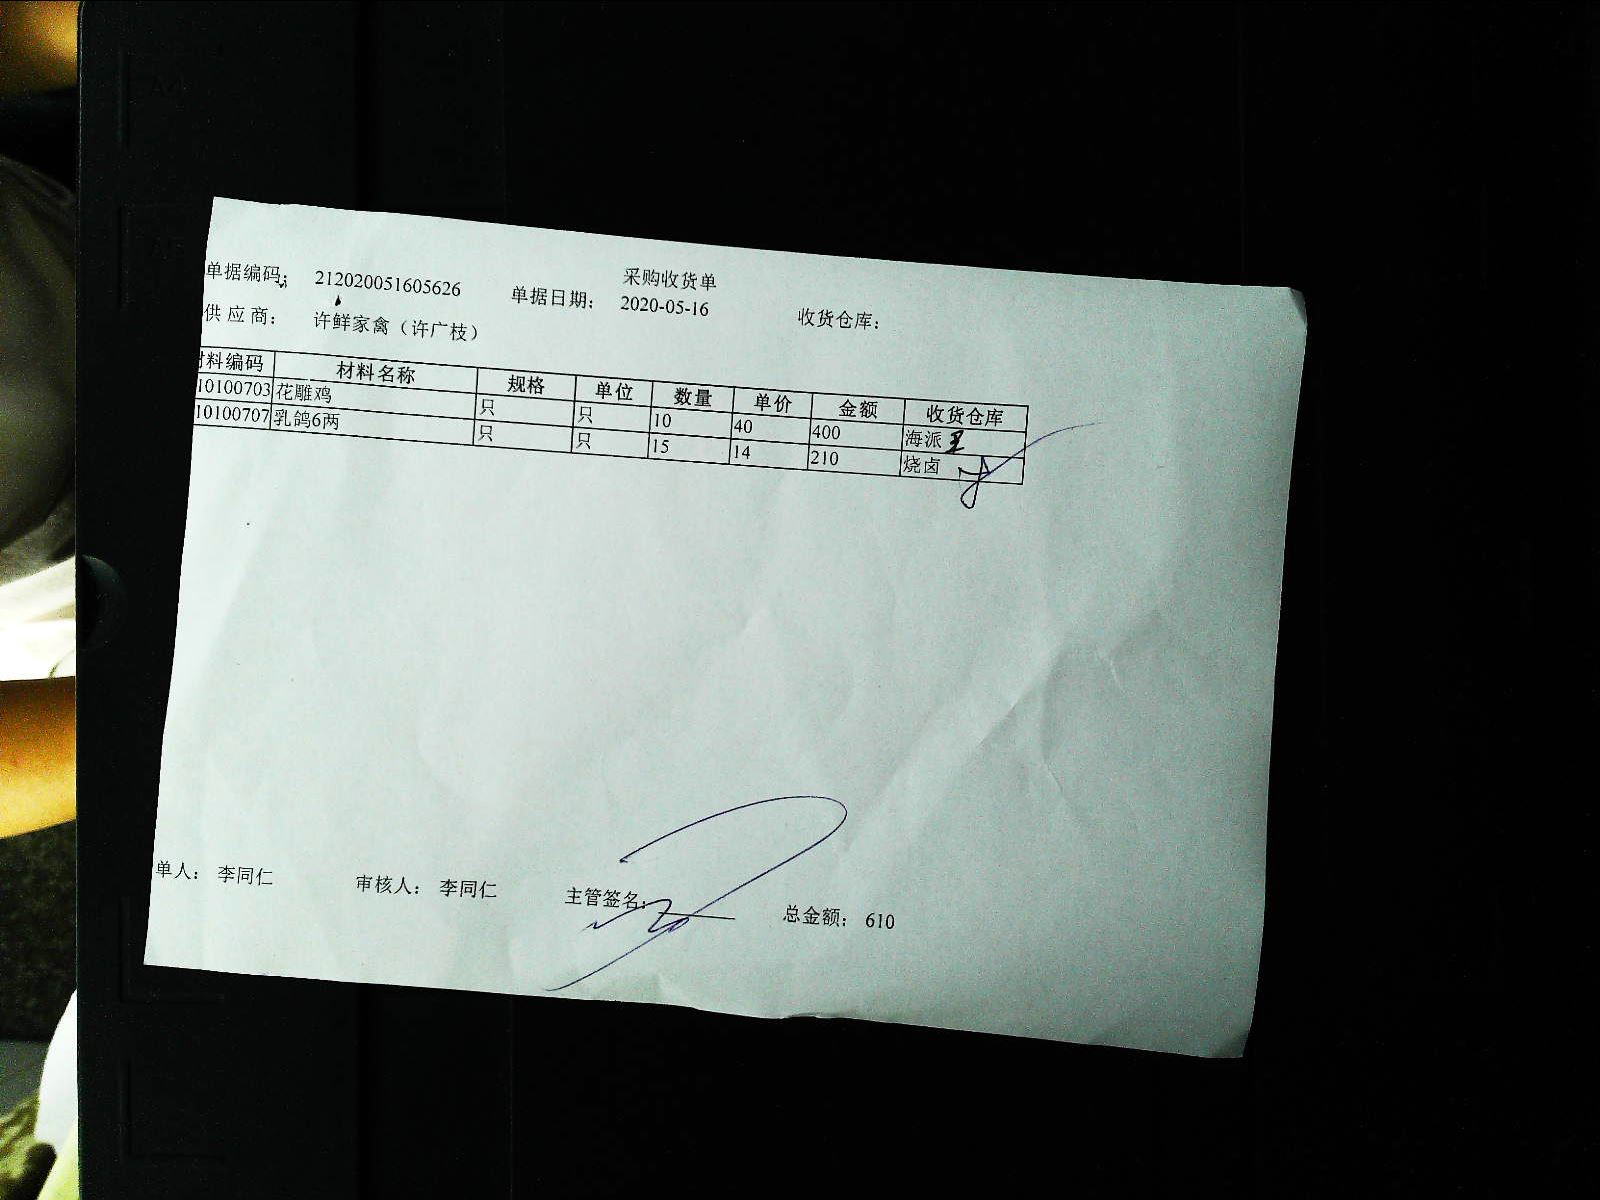 采购收货单
单据编码: 212020051605626 单据日期: 2020-05-16 收货仓库:
供应商: 许鲜家禽（许广枝）
材料编码 材料名称 规格 单位 数量 单价 金额 收货仓库
10100703 花雕鸡 只 只 10 40 400 海派
10100707 乳鸽6两 只 只 15 14 210 烧卤
单人: 李同仁 审核人: 李同仁 主管签名: 总金额: 610